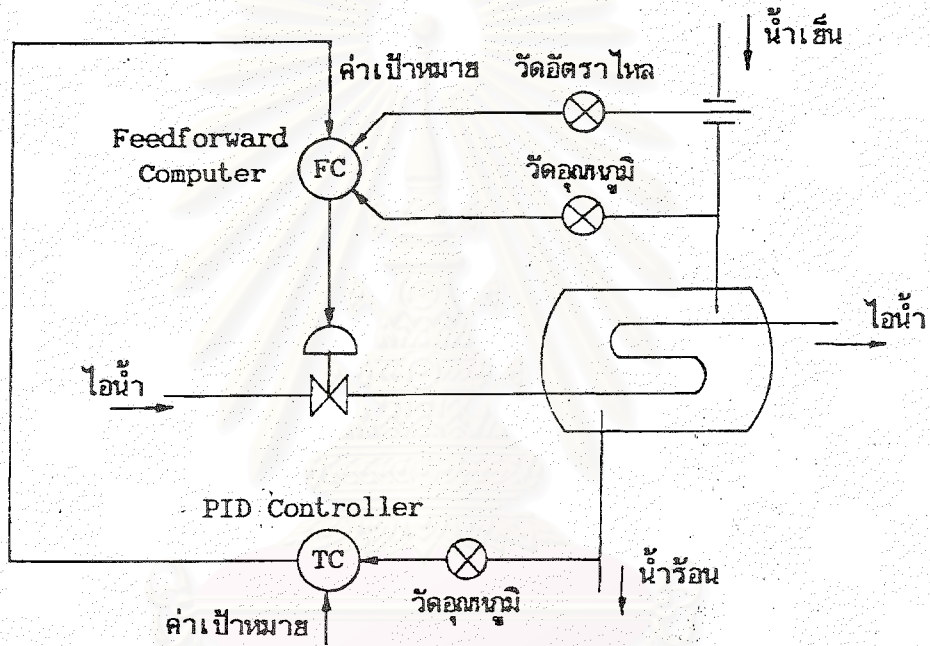 น้ำเย็น
ค่าเป้าหมาย
วัดอัตราไหล
Feedforward
Computer
FC
วัดอุณหภูมิ
ไอน้ำ
ไอน้ำ
PID Controller
TC
วัดอุณหภูมิ
น้ำร้อน
ค่าเป้าหมาย